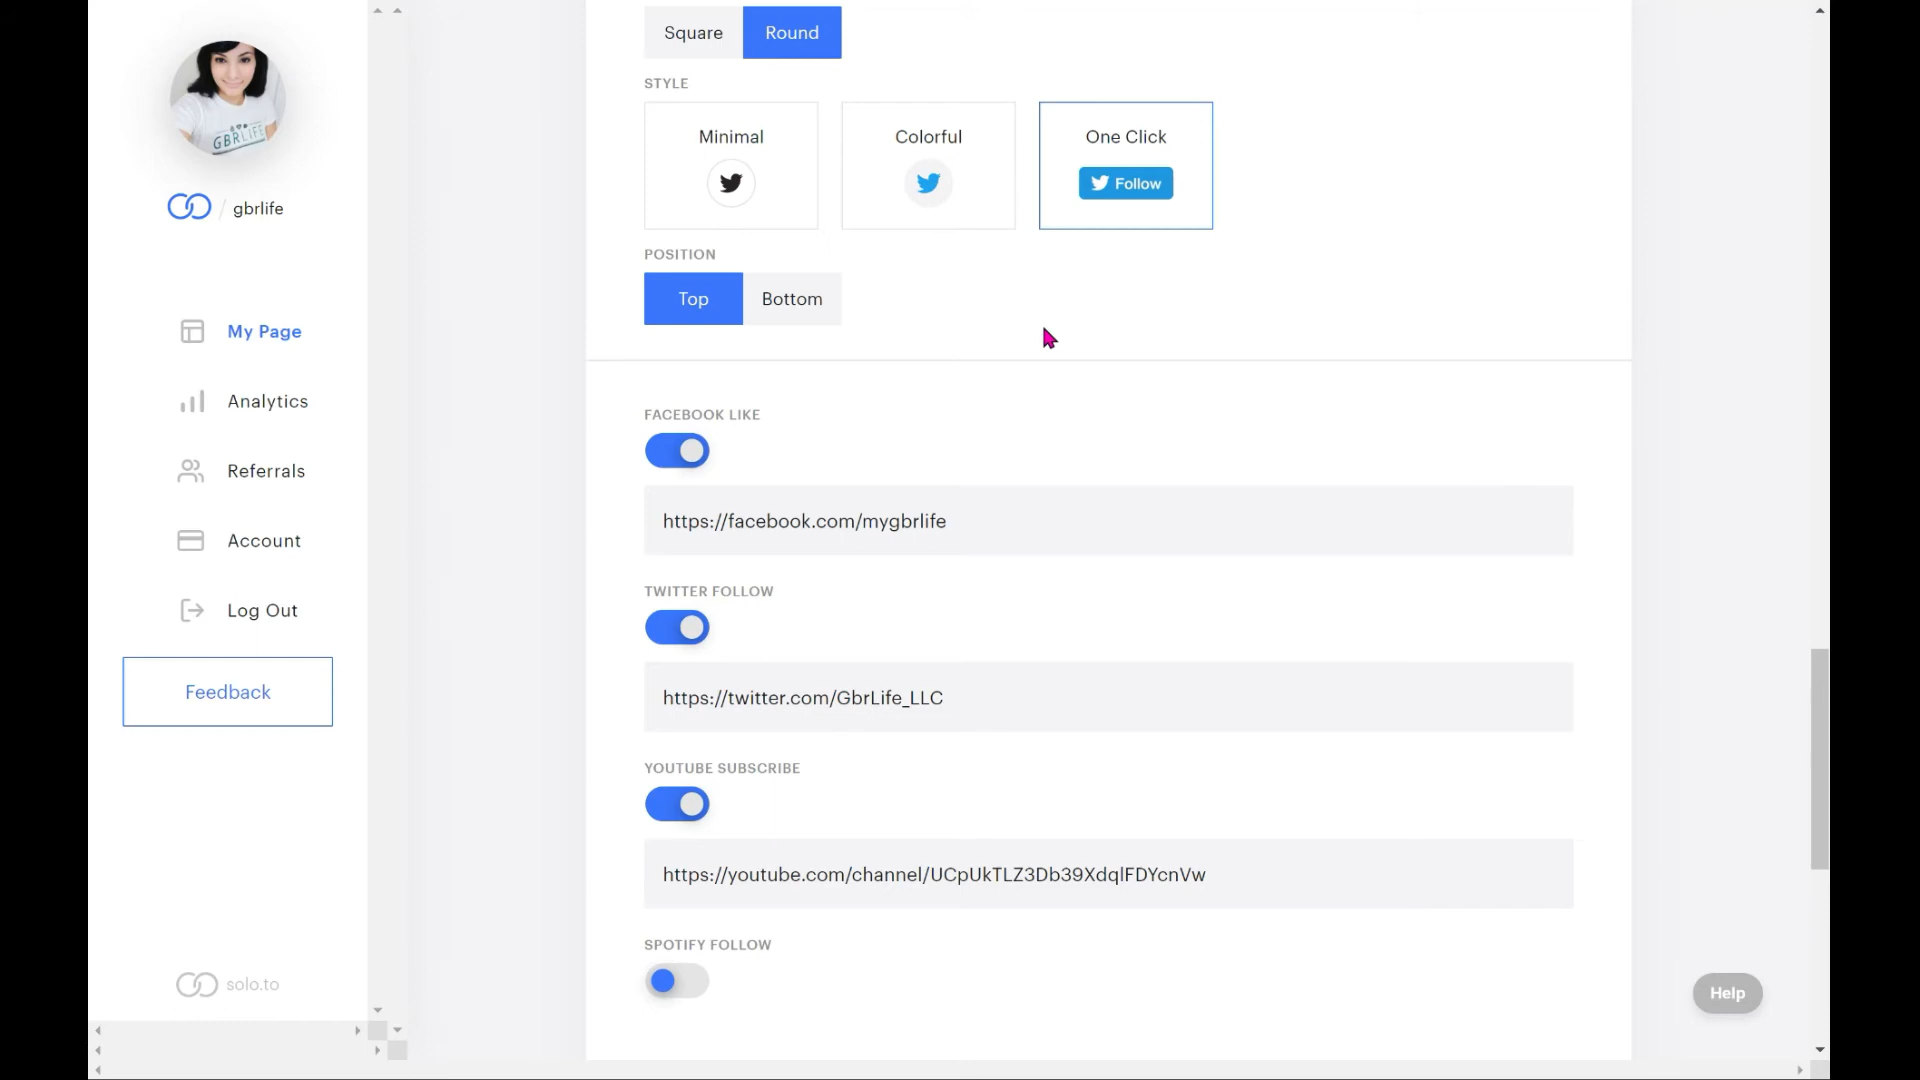 Square Round
STYLE
Minimal Colorful One Click
Follow
POSITION
Top Bottom
FACEBOOK LIKE
https://facebook.com/mygbrlife
TWITTER FOLLOW
https://twitter.com/GbrLife_LLC
YOUTUBE SUBSCRIBE
https://youtube.com/channel/UCpUkTLZ3Db39XdqlFDYcnVw
SPOTIFY FOLLOW
GBRLIFE
/ gbrlife
My Page
Analytics
Referrals
Account
Log Out
Feedback
solo.to
Help